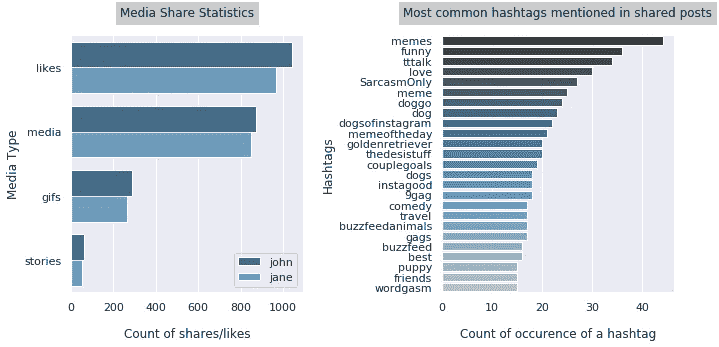 Media Share Statistics
Media Type
likes
media
gifs
stories
john
jane
0 200 400 600 800 1000
Count of shares/likes
Most common hashtags mentioned in shared posts
Hashtags
memes
funny
tttalk
love
SarcasmOnly
meme
doggo
dog
dogsofinstagram
memeoftheday
goldenretriever
thedesistuff
couplegoals
dogs
instagood
9gag
comedy
travel
buzzfeedanimals
gags
buzzfeed
best
puppy
friends
wordgasm
0 10 20 30 40
Count of occurence of a hashtag